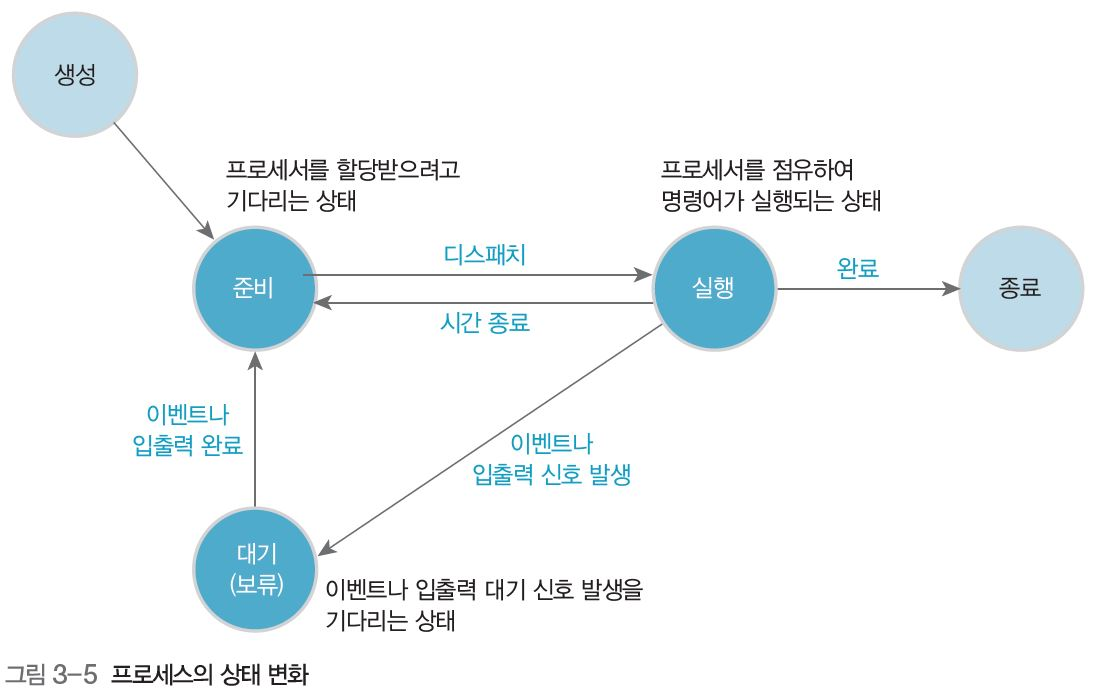 생성
프로세서를 할당받으려고
기다리는 상태
프로세서를 점유하여
명령어가 실행되는 상태
준비
디스패치
시간 종료
실행
완료
종료
이벤트나
입출력 완료
이벤트나
입출력 신호 발생
대기
(보류)
이벤트나 입출력 대기 신호 발생을
기다리는 상태
그림 3-5 프로세스의 상태 변화